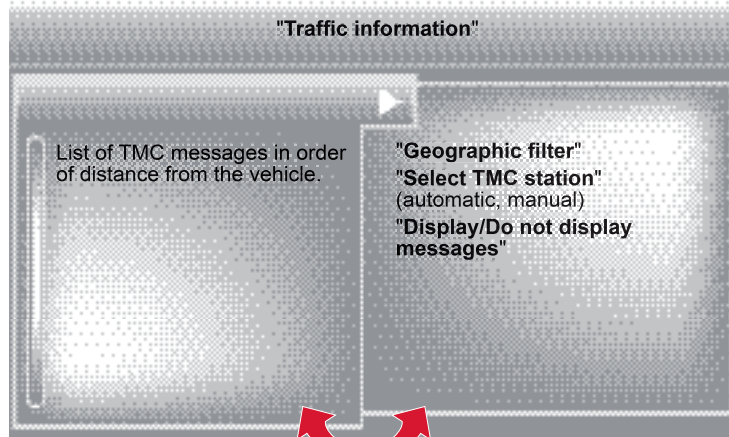 "Traffic information"
List of TMC messages in order
of distance from the vehicle.
"Geographic filter"
"Select TMC station"
(automatic, manual)
"Display/Do not display
messages"